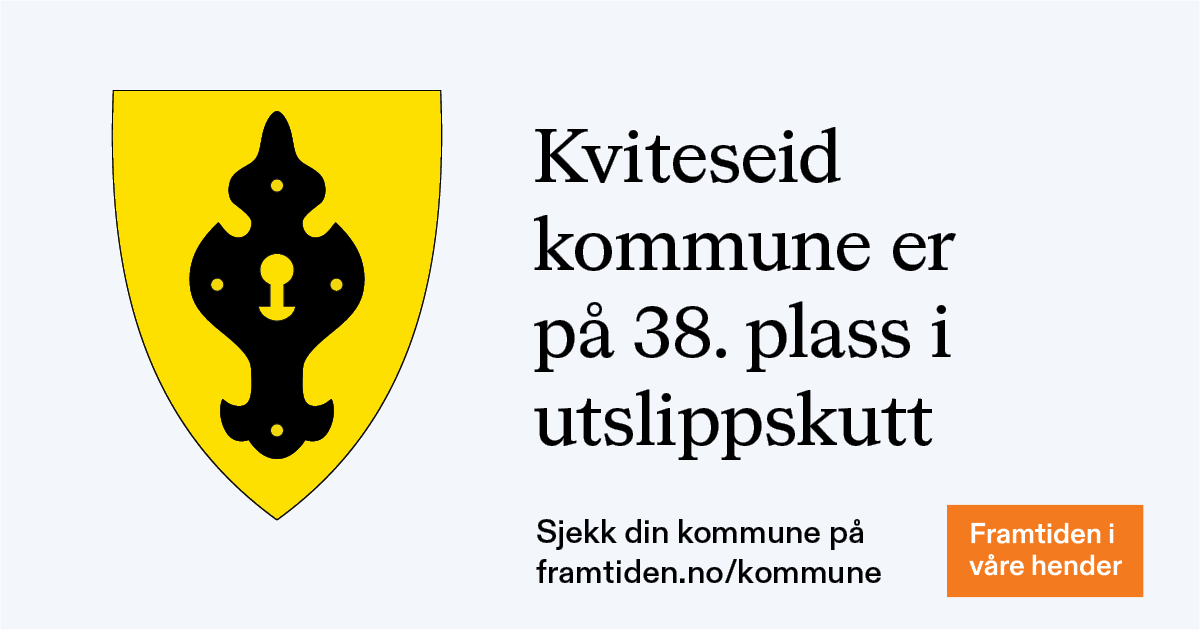 Kviteseid
kommune er
på 38. plass i
utslippskutt
Sjekk din kommune på
framtiden.no/kommune
Framtiden i
våre hender